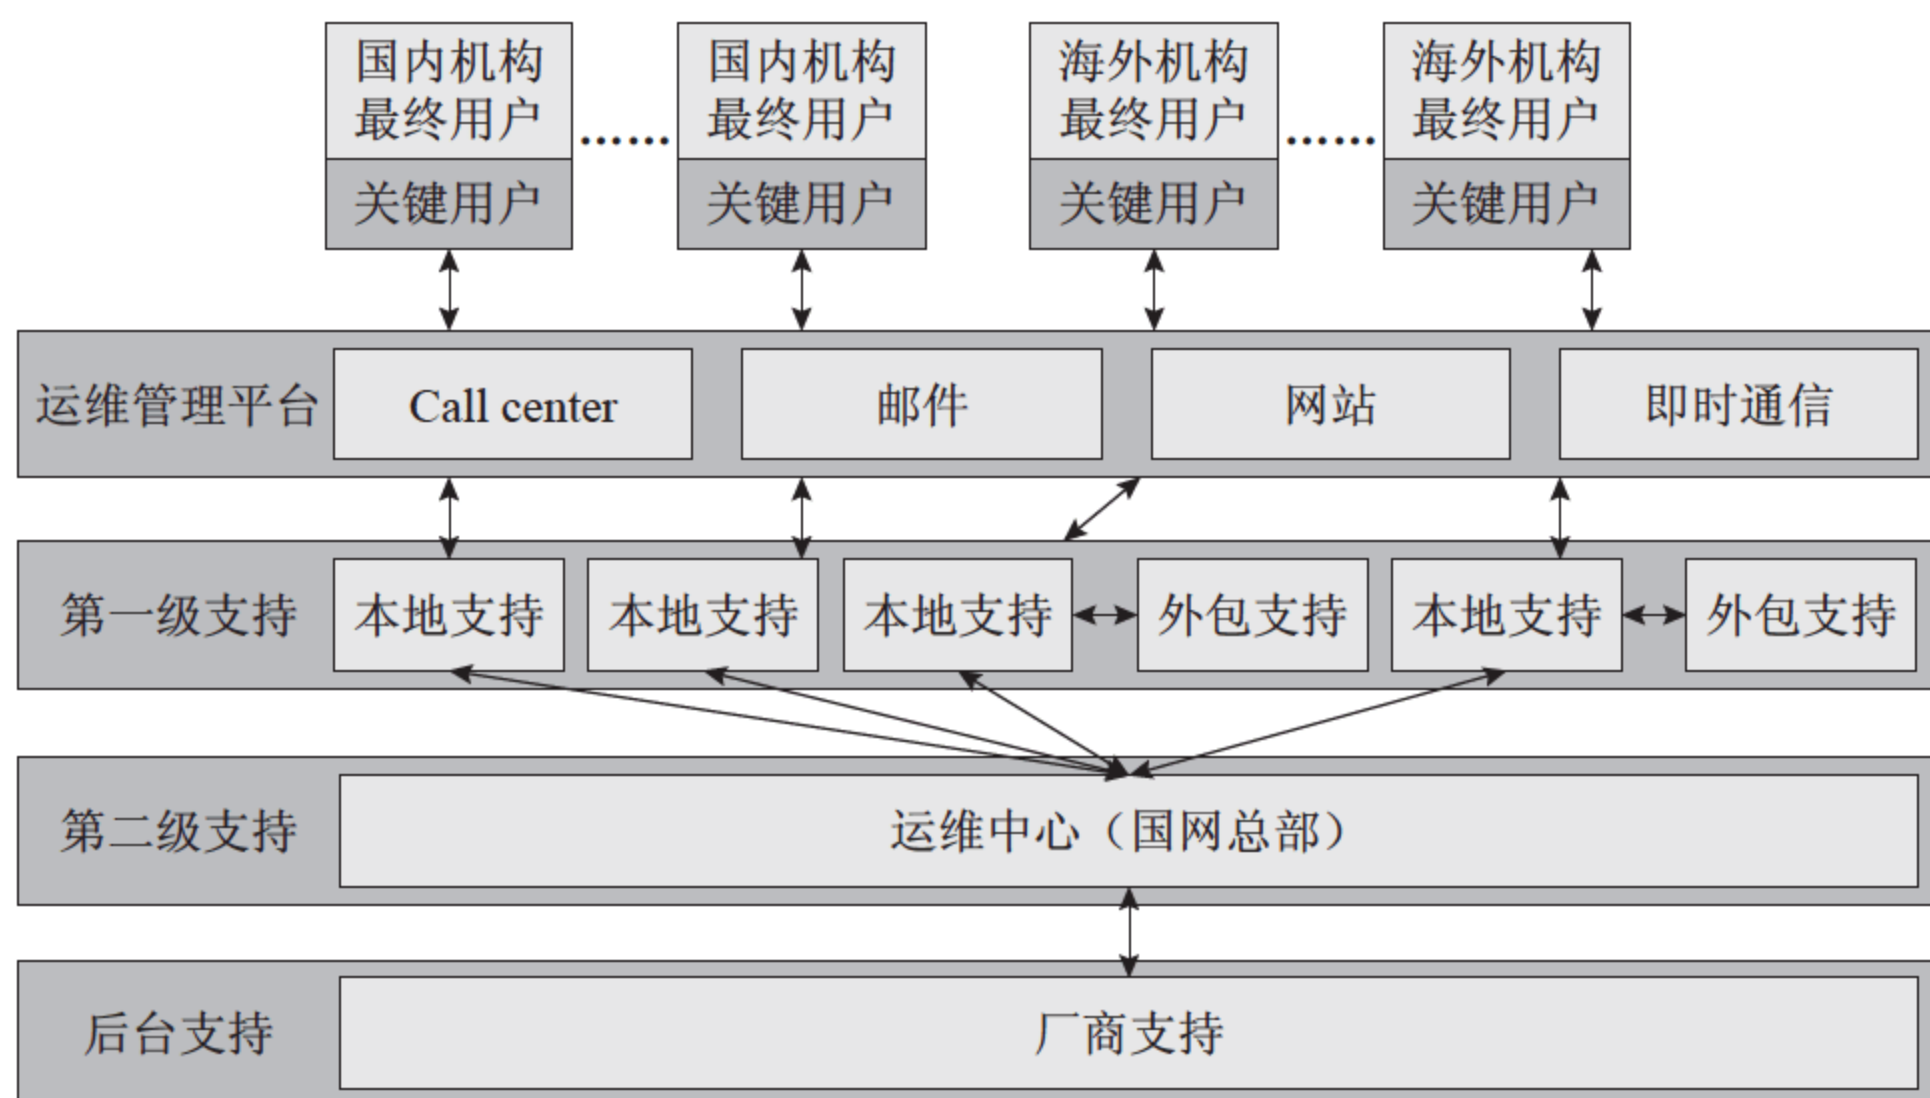 国内机构
最终用户
关键用户
……
国内机构
最终用户
关键用户
海外机构
最终用户
关键用户
……
海外机构
最终用户
关键用户
运维管理平台
Call center
邮件
网站
即时通信
第一级支持
本地支持
本地支持
本地支持
外包支持
本地支持
外包支持
第二级支持
运维中心（国网总部）
后台支持
厂商支持